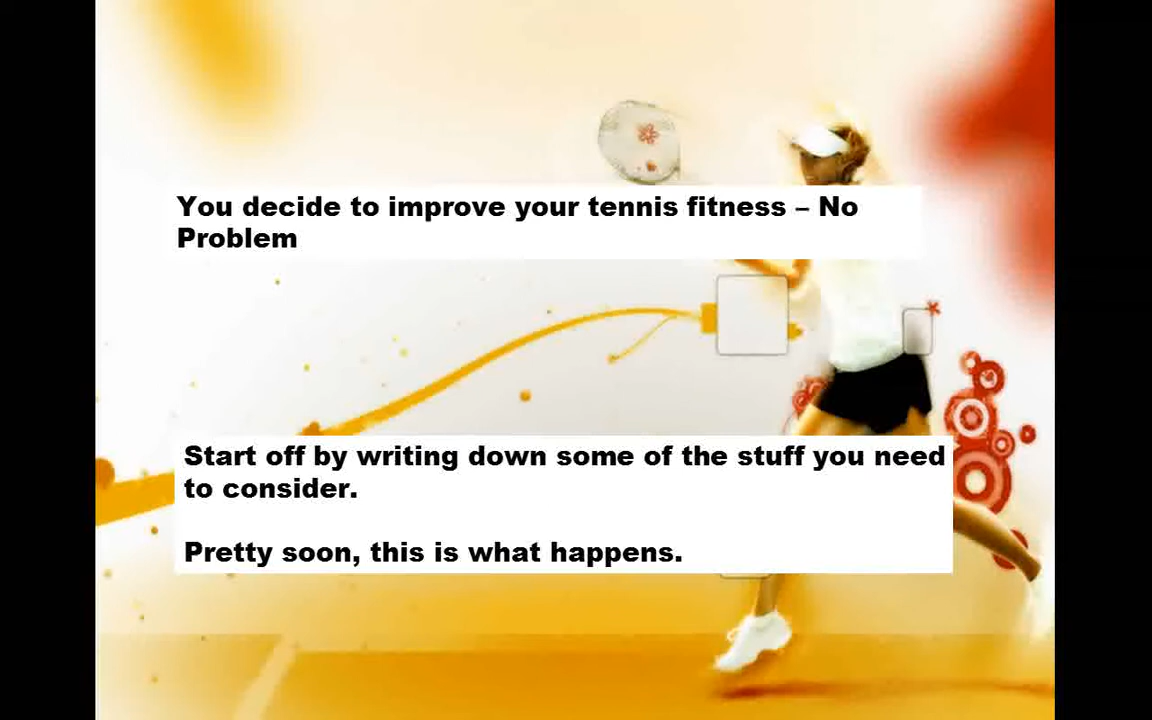 You decide to improve your tennis fitness – No
Problem
Start off by writing down some of the stuff you need
to consider.
Pretty soon, this is what happens.